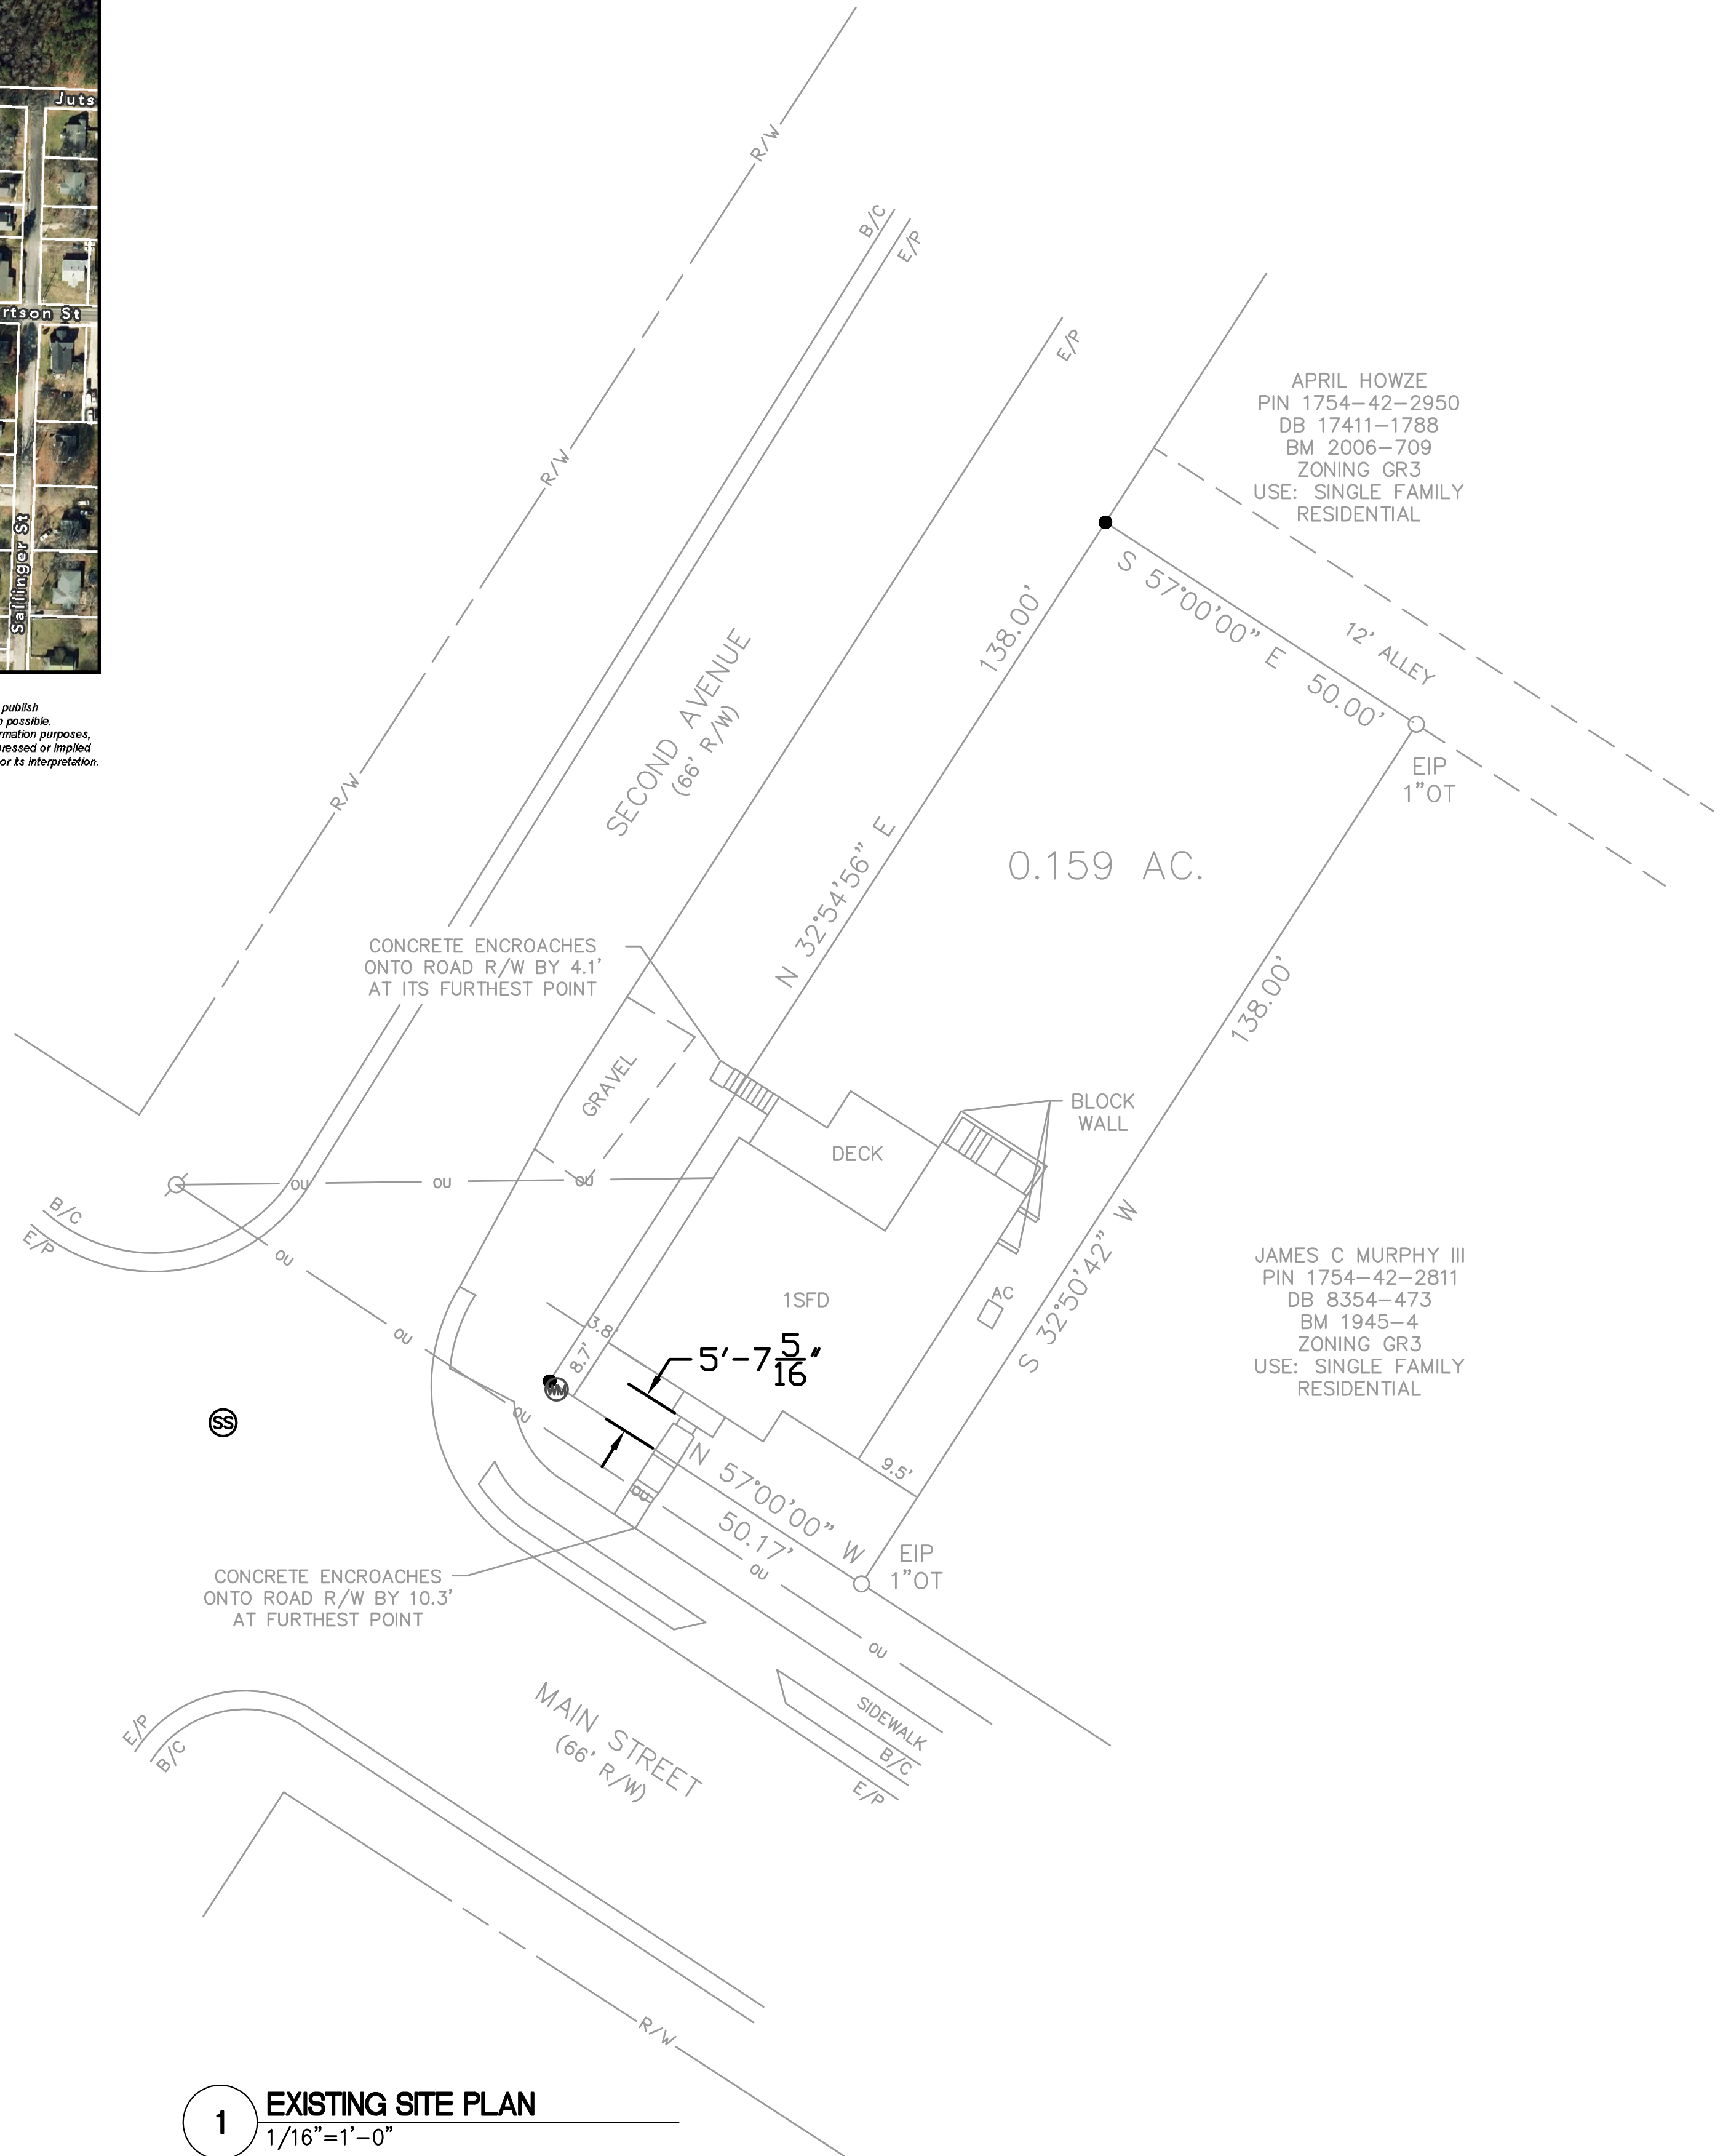 Juts
rtson St
Sallinger St
publish
possible.
rmation purposes,
ressed or implied
or its interpretation.
R/W
R/W
R/W
B/C
E/P
E/P
APRIL HOWZE
PIN 1754-42-2950
DB 17411-1788
BM 2006-709
ZONING GR3
USE: SINGLE FAMILY
RESIDENTIAL
S 57°00'00" E 50.00'
12' ALLEY
138.00'
EIP
1"OT
SECOND AVENUE
(66' R/W)
N 32°54'56" E
0.159 AC.
CONCRETE ENCROACHES
ONTO ROAD R/W BY 4.1'
AT ITS FURTHEST POINT
138.00'
GRAVEL
BLOCK
WALL
DECK
OU
OU
OU
B/C
E/P
OU
OU
OU
S 32°50'42" W
JAMES C MURPHY III
PIN 1754-42-2811
DB 8354-473
BM 1945-4
ZONING GR3
USE: SINGLE FAMILY
RESIDENTIAL
AC
1SFD
3.8'
8.7'
5'-7 5/16"
WM
SS
9.5'
OU
N 57°00'00" W
50.17'
EIP
1"OT
OU
OU
CONCRETE ENCROACHES
ONTO ROAD R/W BY 10.3'
AT FURTHEST POINT
MAIN STREET
(66' R/W)
SIDEWALK
B/C
E/P
E/P
B/C
R/W
1 EXISTING SITE PLAN
1/16"=1'-0"